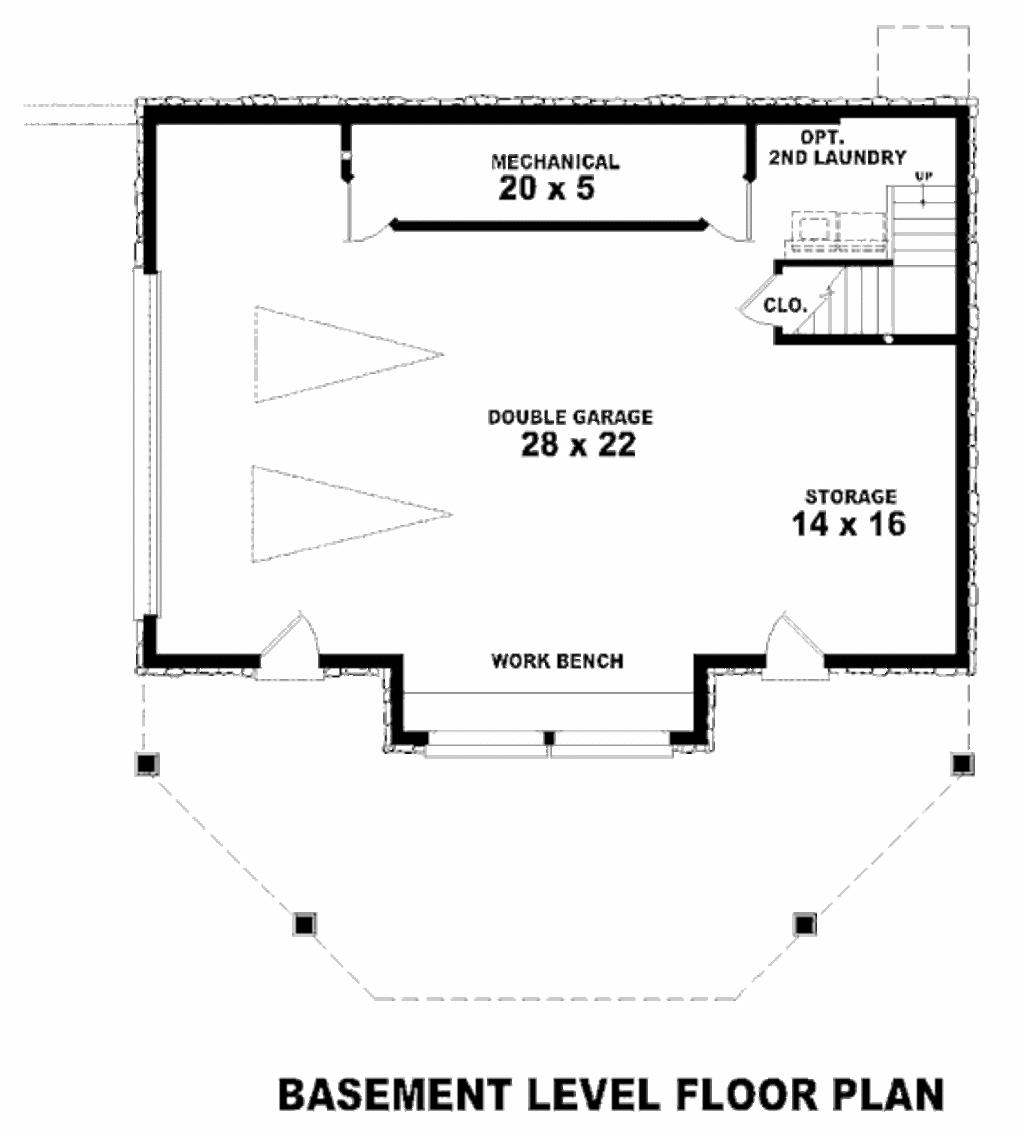 OPT.
2ND LAUNDRY
MECHANICAL
20 x 5
UP
CLO.
DOUBLE GARAGE
28 x 22
STORAGE
14 x 16
WORK BENCH
BASEMENT LEVEL FLOOR PLAN